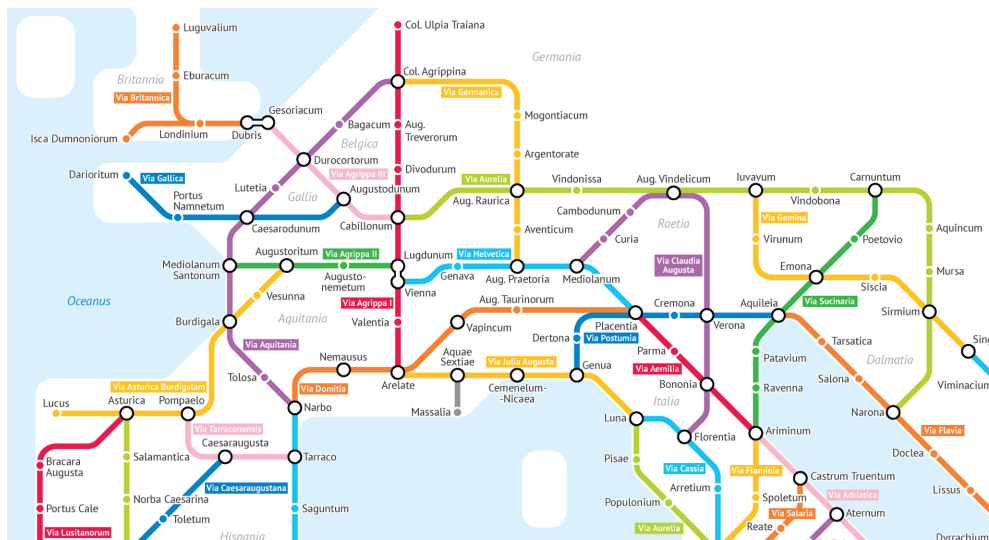 Luguvalium
Col. Ulpia Traiana
Germania
Eburacum
Britannia
Col. Agrippina
Via Germanica
Via Britannica
Gesoriacum
Mogontiacum
Bagacum
Aug.
Treverorum
Isca Dumnoniorum
Londinium
Dubris
Belgica
Durocortorum
Argentorate
Divodurum
Darioritum
Via Gallica
Via Agrippa III
Via Aurelia
Vindonissa
Aug. Vindelicum
Iuvavum
Carnuntum
Lutetia
Augustodunum
Portus
Namnetum
Gallia
Aug. Raurica
Vindobona
Cambodunum
Via Gemina
Caesarodunum
Cabillonum
Raetia
Aventicum
Aquincum
Curia
Virunum
Poetovio
Augustoritum
Via Agrippa II
Lugdunum
Via Helvetica
Via Claudia
Augusta
Mediolanum
Santonum
Emona
Mursa
Augusto-
nemetum
Genava
Aug. Praetoria
Mediolanum
Siscia
Vienna
Oceanus
Vesunna
Via Agrippa I
Aug. Taurinorum
Cremona
Aquileia
Via Sucinaria
Sirmium
Aquitania
Burdigala
Valentia
Vapincum
Placentia
Verona
Dertona
Via Postumia
Tarsatica
Sing
Via Aquitania
Parma
Patavium
Nemausus
Aquae
Sextiae
Via Julia Augusta
Genua
Via Aemilia
Dalmatia
Tolosa
Salona
Viminacium
Via Asturica Burdigalam
Via Domitia
Arelate
Cemenelum-
-Nicaea
Bononia
Ravenna
Lucus
Asturica
Pompaelo
Narbo
Massalia
Italia
Luna
Narona
Via Tarraconensis
Florentia
Ariminum
Via Flavia
Caesaraugusta
Bracara
Augusta
Salamantica
Tarraco
Pisae
Via Cassia
Via Flaminia
Doclea
Castrum Truentum
Via Caesaraugustana
Arretium
Norba Caesarina
Spoletum
Via Adriatica
Lissus
Portus Cale
Toletum
Saguntum
Populonium
Via Salaria
Aternum
Via Lusitanorum
Via Aurelia
Reate
Hispania
Dyrrachium